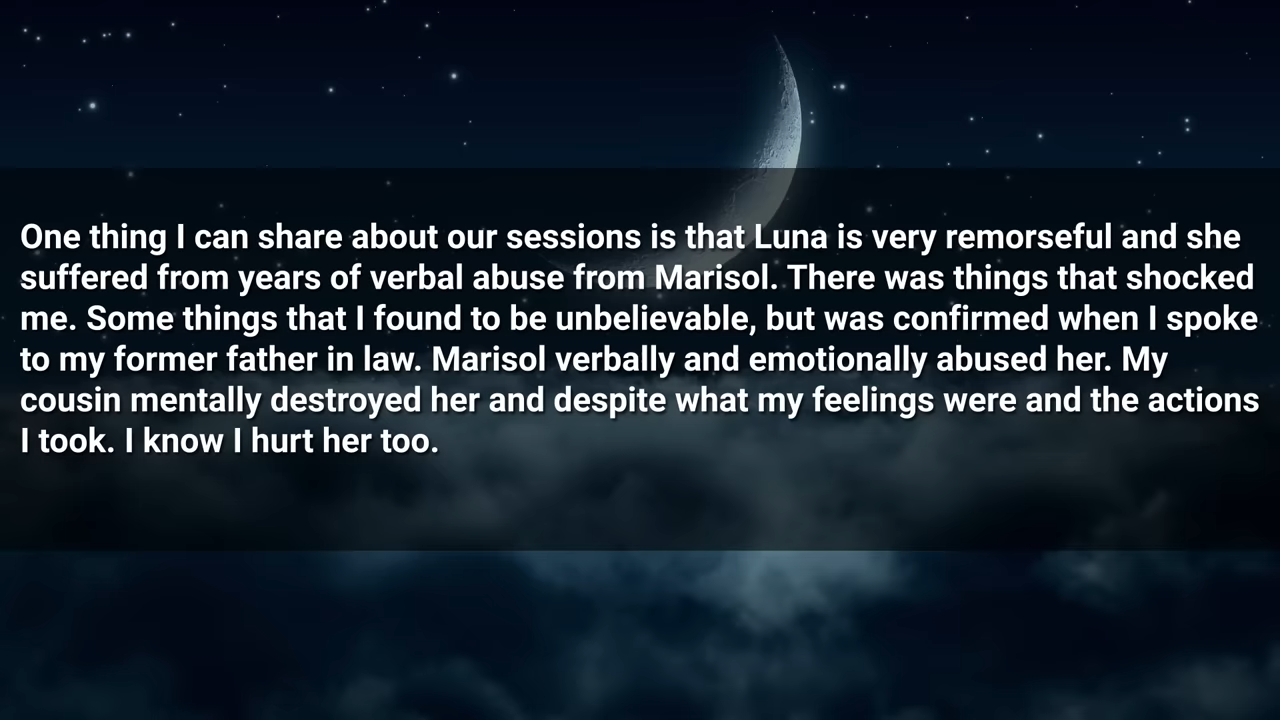 One thing I can share about our sessions is that Luna is very remorseful and she
suffered from years of verbal abuse from Marisol. There was things that shocked
me. Some things that I found to be unbelievable, but was confirmed when I spoke
to my former father in law. Marisol verbally and emotionally abused her. My
cousin mentally destroyed her and despite what my feelings were and the actions
I took. I know I hurt her too.